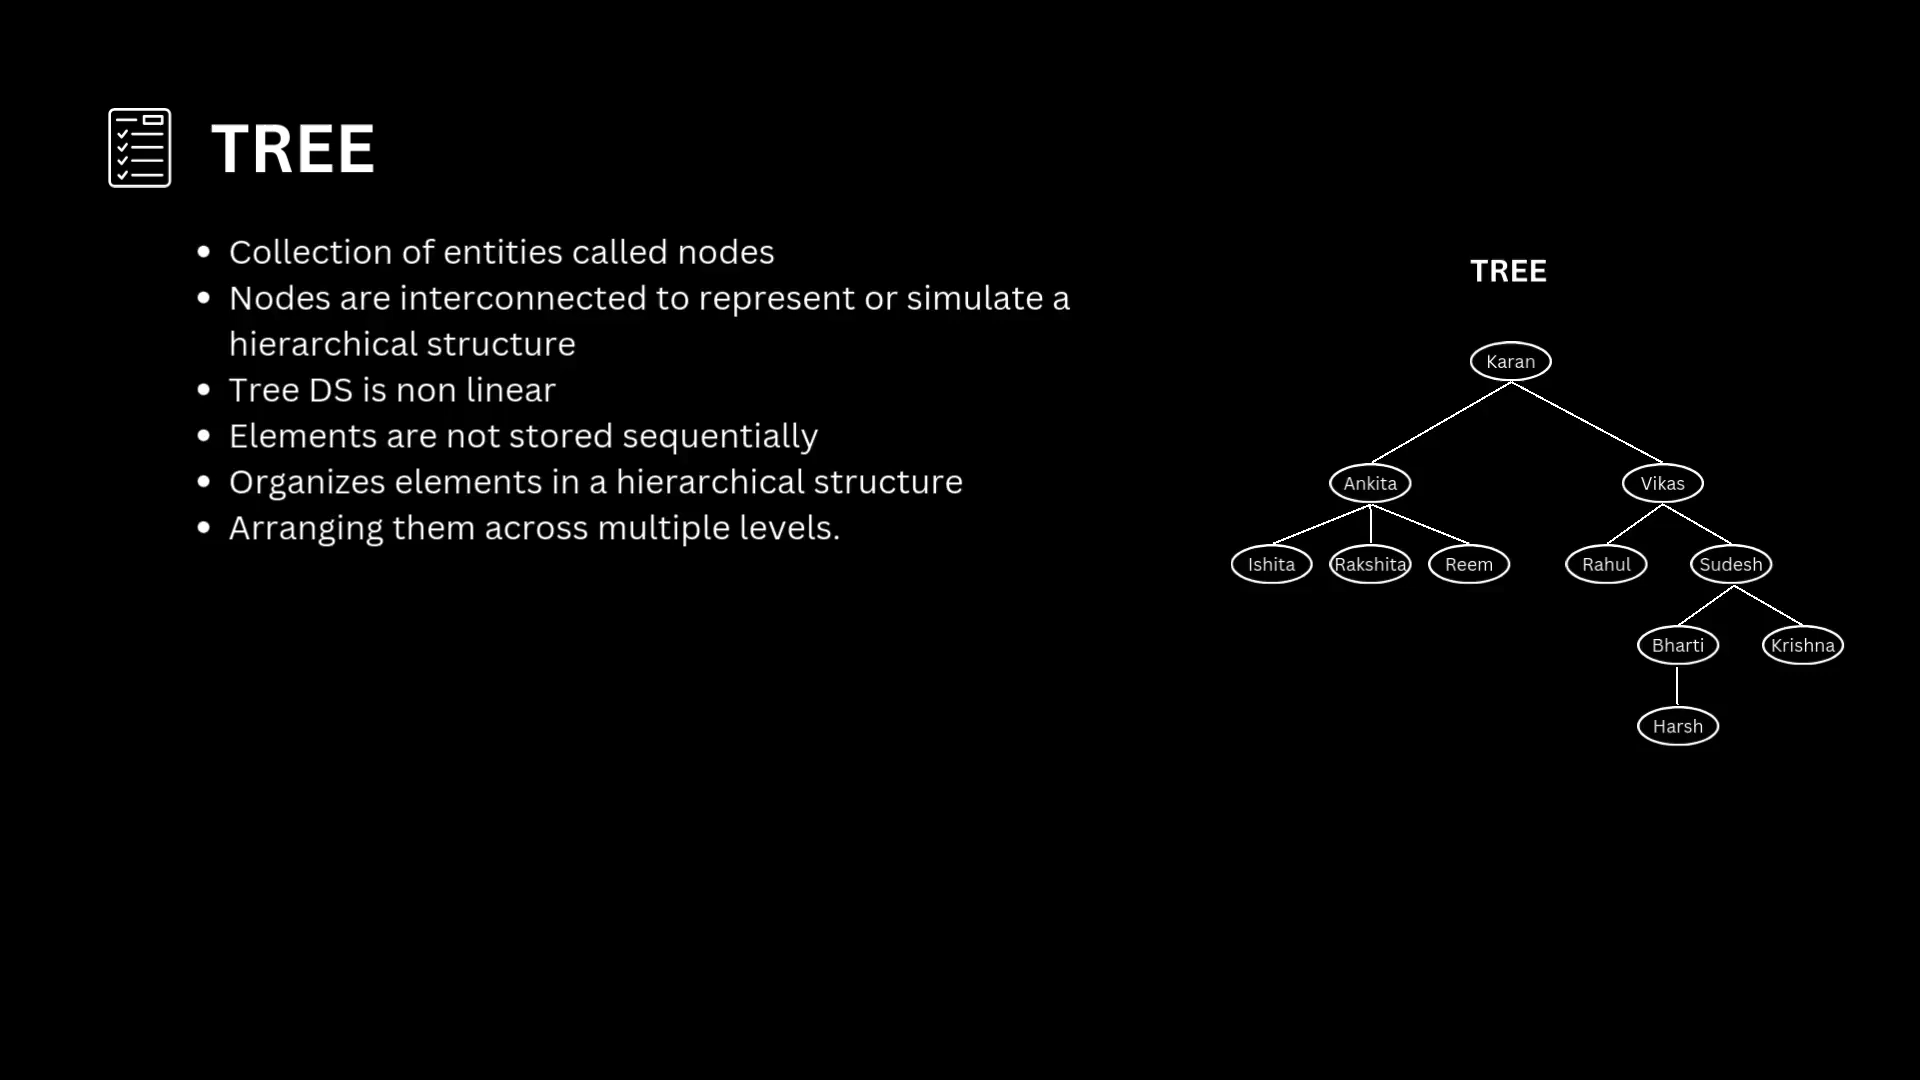 TREE
• Collection of entities called nodes
• Nodes are interconnected to represent or simulate a
hierarchical structure
• Tree DS is non linear
• Elements are not stored sequentially
• Organizes elements in a hierarchical structure
• Arranging them across multiple levels.
TREE
Karan
Ankita Vikas
Ishita Rakshita Reem Rahul Sudesh
Bharti Krishna
Harsh